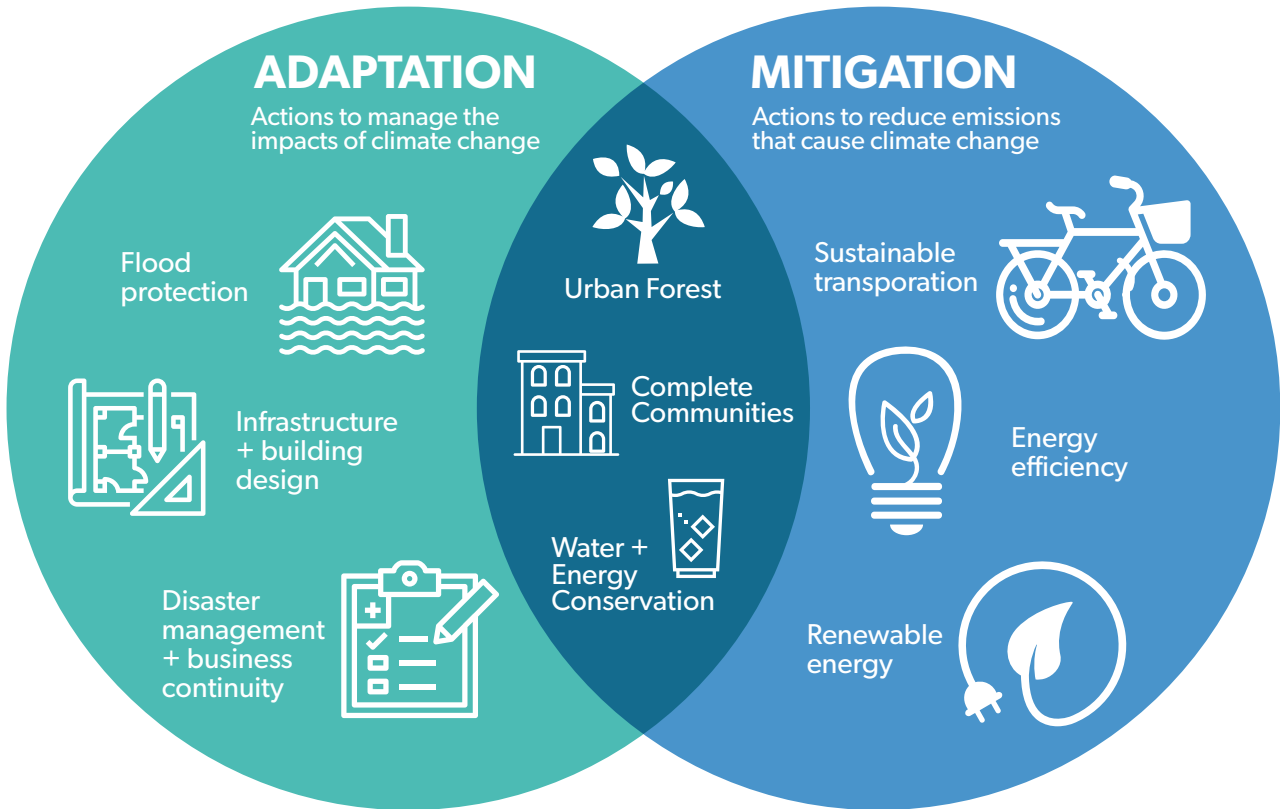 ADAPTATION
Actions to manage the
impacts of climate change
Flood
protection
Infrastructure
+ building
design
Disaster
management
+ business
continuity
Urban Forest
Complete
Communities
Water +
Energy
Conservation
MITIGATION
Actions to reduce emissions
that cause climate change
Sustainable
transporation
Energy
efficiency
Renewable
energy